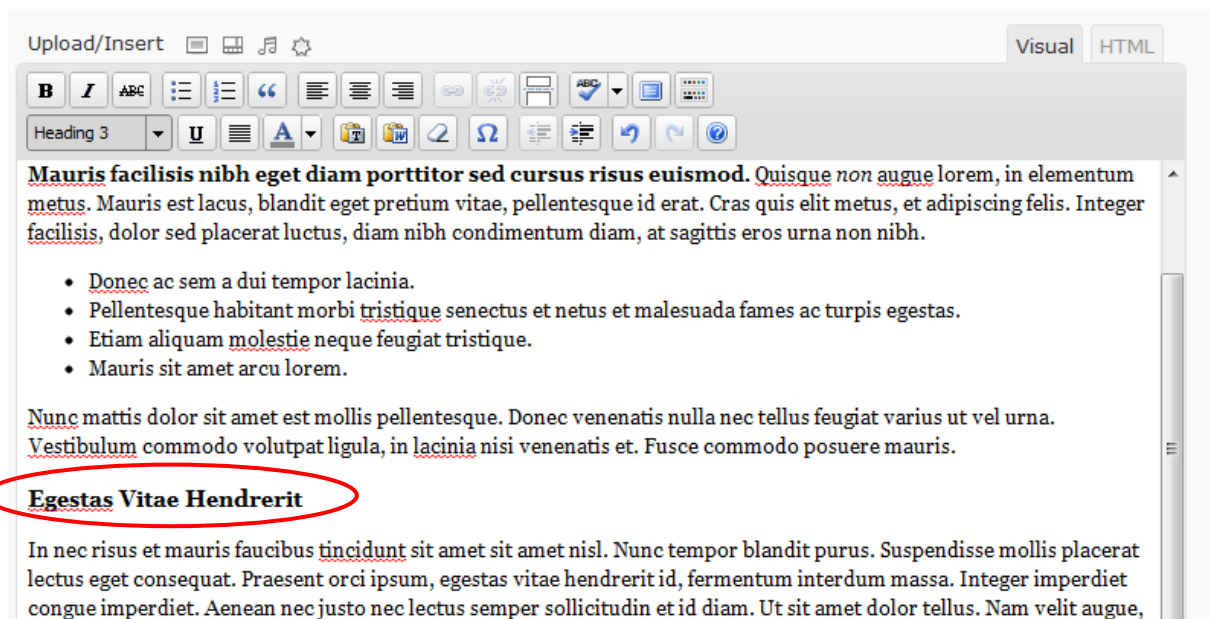 Upload/Insert
Visual HTML
B I ABC “ ABC
Heading 3 U A T W Ω ?
Mauris facilisis nibh eget diam porttitor sed cursus risus euismod. Quisque non augue lorem, in elementum
metus. Mauris est lacus, blandit eget pretium vitae, pellentesque id erat. Cras quis elit metus, et adipiscing felis. Integer
facilisis, dolor sed placerat luctus, diam nibh condimentum diam, at sagittis eros urna non nibh.
• Donec ac sem a dui tempor lacinia.
• Pellentesque habitant morbi tristique senectus et netus et malesuada fames ac turpis egestas.
• Etiam aliquam molestie neque feugiat tristique.
• Mauris sit amet arcu lorem.
Nunc mattis dolor sit amet est mollis pellentesque. Donec venenatis nulla nec tellus feugiat varius ut vel urna.
Vestibulum commodo volutpat ligula, in lacinia nisi venenatis et. Fusce commodo posuere mauris.
Egestas Vitae Hendrerit
In nec risus et mauris faucibus tincidunt sit amet sit amet nisl. Nunc tempor blandit purus. Suspendisse mollis placerat
lectus eget consequat. Praesent orci ipsum, egestas vitae hendrerit id, fermentum interdum massa. Integer imperdiet
congue imperdiet. Aenean nec justo nec lectus semper sollicitudin et id diam. Ut sit amet dolor tellus. Nam velit augue,